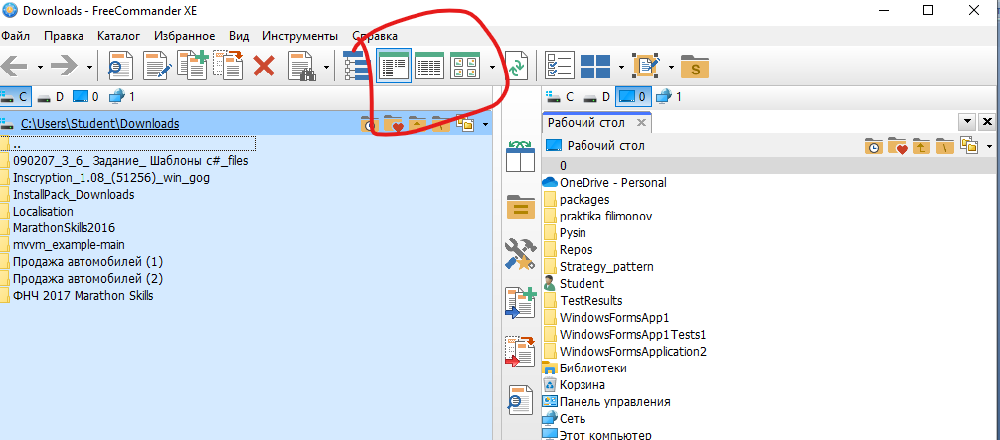 Downloads - FreeCommander XE
Файл Правка Каталог Избранное Вид Инструменты Справка
S
C D 0 1
C D 0 1
C:\Users\Student\Downloads
..
090207_3_6_ Задание_ Шаблоны c#_files
Inscryption_1.08_(51256)_win_gog
InstallPack_Downloads
Localisation
MarathonSkills2016
mvvm_example-main
Продажа автомобилей (1)
Продажа автомобилей (2)
ФНЧ 2017 Marathon Skills
Рабочий стол
Рабочий стол
0
OneDrive - Personal
packages
praktika filimonov
Pysin
Repos
Strategy_pattern
Student
TestResults
WindowsFormsApp1
WindowsFormsApp1Tests1
WindowsFormsApplication2
Библиотеки
Корзина
Панель управления
Сеть
Этот компьютер